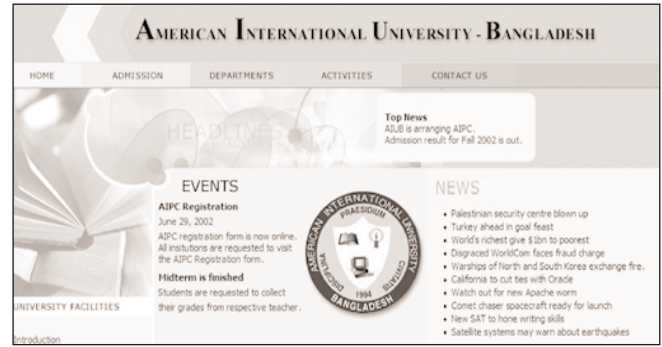 AMERICAN INTERNATIONAL UNIVERSITY - BANGLADESH
HOME ADMISSION DEPARTMENTS ACTIVITIES CONTACT US
HEADLINES
Top News
AIUB is arranging AIPC.
Admission result for Fall 2002 is out.
EVENTS
AIPC Registration
June 29, 2002
AIPC registration form is now online.
All insitutions are requested to visit
the AIPC Registration form.
Midterm is finished
Students are requested to collect
their grades from respective teacher.
AMERICAN INTERNATIONAL UNIVERSITY
PRAESIDIUM
DISCIPLINA
CIVITATIS
1994
BANGLADESH
NEWS
• Palestinian security centre blown up
• Turkey ahead in goal feast
• World's richest give $1bn to poorest
• Disgraced WorldCom faces fraud charge
• Warships of North and South Korea exchange fire.
• California to cut ties with Oracle
• Watch out for new Apache worm
• Comet chaser spacecraft ready for launch
• New SAT to hone writing skills
• Satellite systems may warn about earthquakes
UNIVERSITY FACILITIES
Introduction